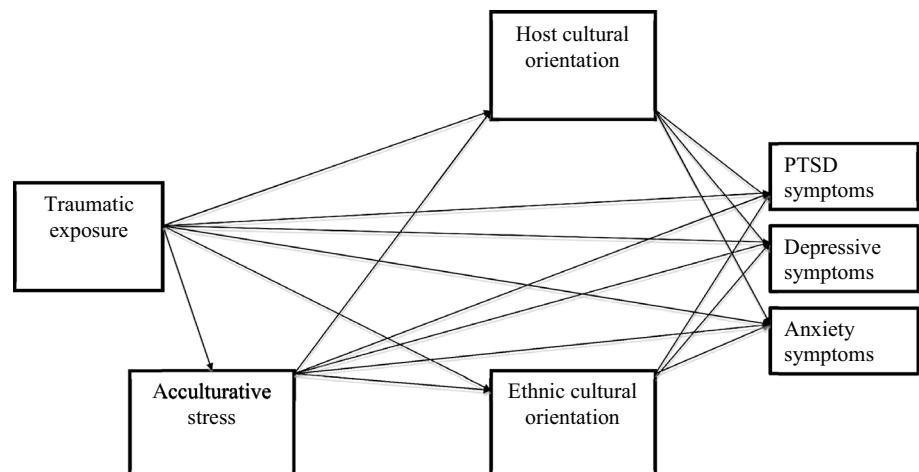 Host cultural
orientation
PTSD
symptoms
Traumatic
exposure
Depressive
symptoms
Anxiety
symptoms
Acculturative
stress
Ethnic cultural
orientation